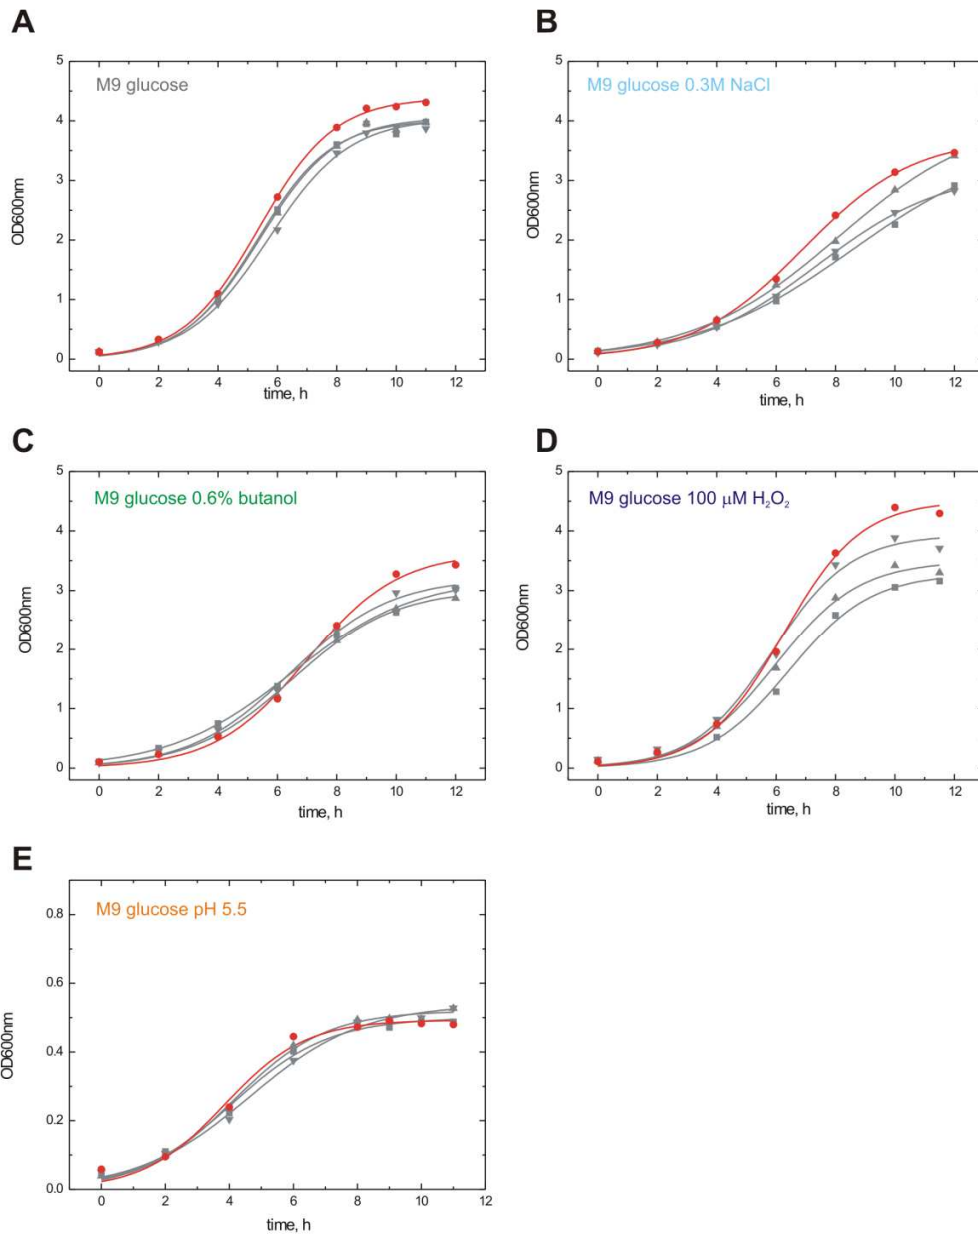 A
M9 glucose
OD600nm
5
4
3
2
1
0
0 2 4 6 8 10 12
time, h
B
M9 glucose 0.3M NaCl
OD600nm
5
4
3
2
1
0
0 2 4 6 8 10 12
time, h
C
M9 glucose 0.6% butanol
OD600nm
5
4
3
2
1
0
0 2 4 6 8 10 12
time, h
D
M9 glucose 100 μM H₂O₂
OD600nm
5
4
3
2
1
0
0 2 4 6 8 10 12
time, h
E
M9 glucose pH 5.5
OD600nm
0.8
0.6
0.4
0.2
0.0
0 2 4 6 8 10 12
time, h